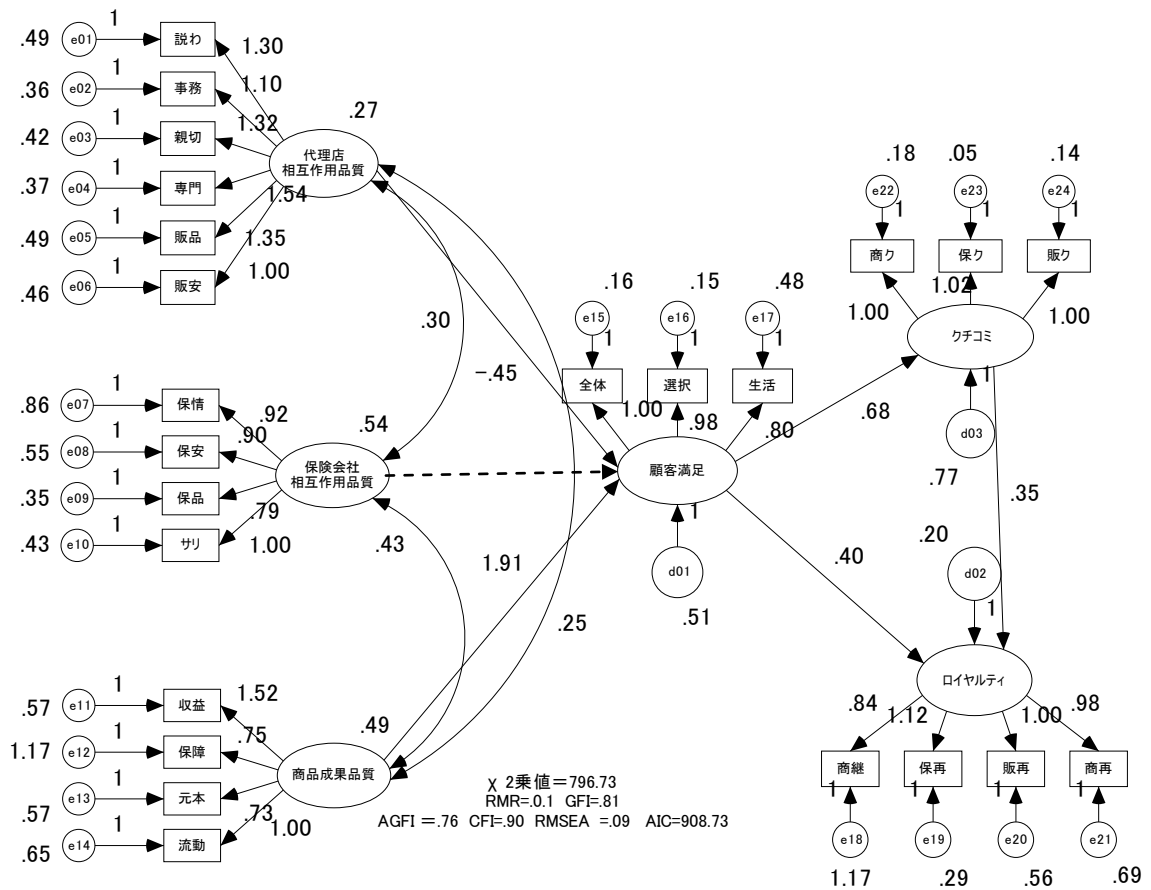 1
.49 e01 説わ 1.30
1
.36 e02 事務 1.10
1
.42 e03 親切 1.32
1
.37 e04 専門 1.54
1
.49 e05 販品 1.35
1
.46 e06 販安 1.00
.27
代理店
相互作用品質
.30
-.45
1
.86 e07 保情 .92
1
.55 e08 保安 .90
1
.35 e09 保品 .79
1
.43 e10 サリ 1.00
.54
保険会社
相互作用品質
.43
1.91
.25
1
.57 e11 収益 1.52
1
1.17 e12 保障 .75
1
.57 e13 元本 .73
1
.65 e14 流動 1.00
.49
商品成果品質
.16 .15 .48
e15 e16 e17
1 1 1
全体 選択 生活
1.00 .98 .80
顧客満足
1
d01
.51
.68
.40
.18 .05 .14
e22 e23 e24
1 1 1
商ク 保ク 販ク
1.00 1.02 1.00
クチコミ
1
d03
.77
.35
.20
d02
1
ロイヤルティ
.84 1.12 1.00 .98
商継 保再 販再 商再
1 1 1 1
e18 e19 e20 e21
1.17 .29 .56 .69
χ 2乗値=796.73
RMR=.0.1 GFI=.81
AGFI =.76 CFI=.90 RMSEA =.09 AIC=908.73